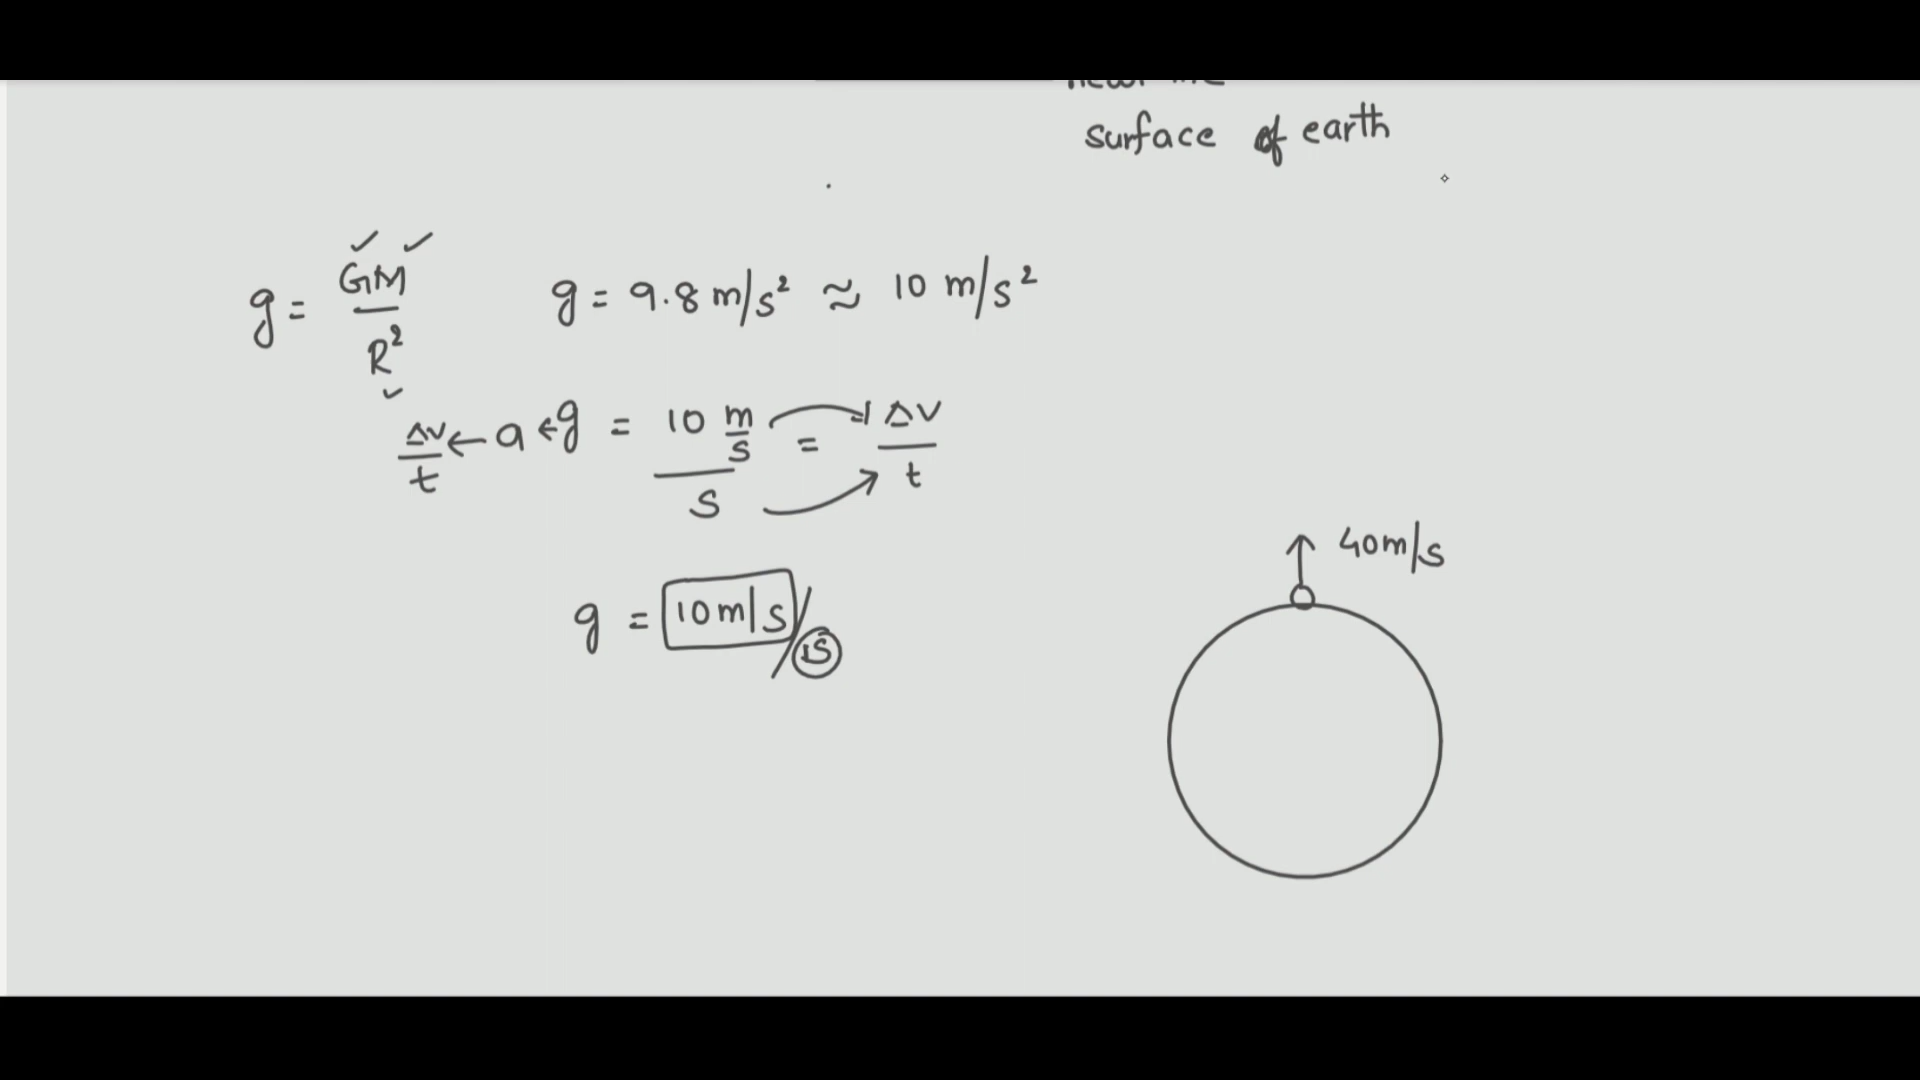 surface of earth
g = GM/R² g = 9.8 m/s² ≈ 10 m/s²
Δv/t ← a ← g = 10 m/s / s = Δv/t
g = 10 m/s / 1s
40 m/s